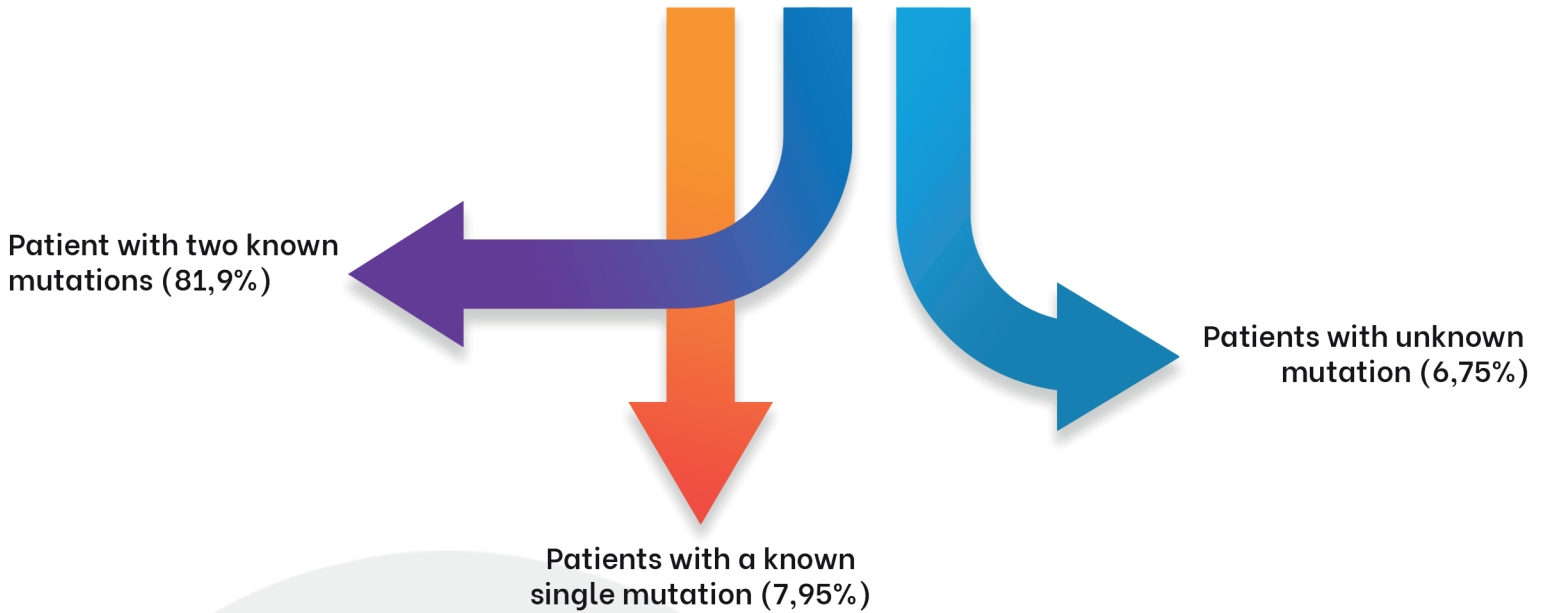 Patient with two known
mutations (81,9%)
Patients with unknown
mutation (6,75%)
Patients with a known
single mutation (7,95%)